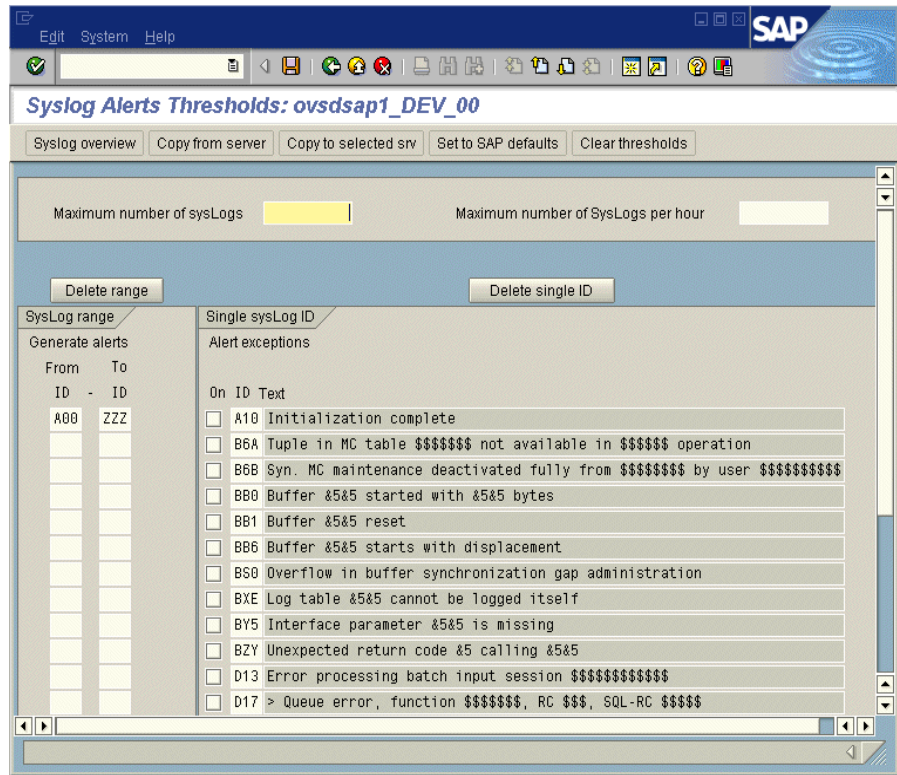 Edit System Help
SAP
Syslog Alerts Thresholds: ovsdsap1_DEV_00
Syslog overview Copy from server Copy to selected srv Set to SAP defaults Clear thresholds
Maximum number of sysLogs Maximum number of SysLogs per hour
Delete range Delete single ID
SysLog range Single sysLog ID
Generate alerts Alert exceptions
From To
ID - ID On ID Text
A00 ZZZ A10 Initialization complete
B6A Tuple in MC table $$$$$$$ not available in $$$$$$ operation
B6B Syn. MC maintenance deactivated fully from $$$$$$$$ by user $$$$$$$$$$
BB0 Buffer &5&5 started with &5&5 bytes
BB1 Buffer &5&5 reset
BB6 Buffer &5&5 starts with displacement
BS0 Overflow in buffer synchronization gap administration
BXE Log table &5&5 cannot be logged itself
BY5 Interface parameter &5&5 is missing
BZY Unexpected return code &5 calling &5&5
D13 Error processing batch input session $$$$$$$$$$$$
D17 > Queue error, function $$$$$$$, RC $$$, SQL-RC $$$$$